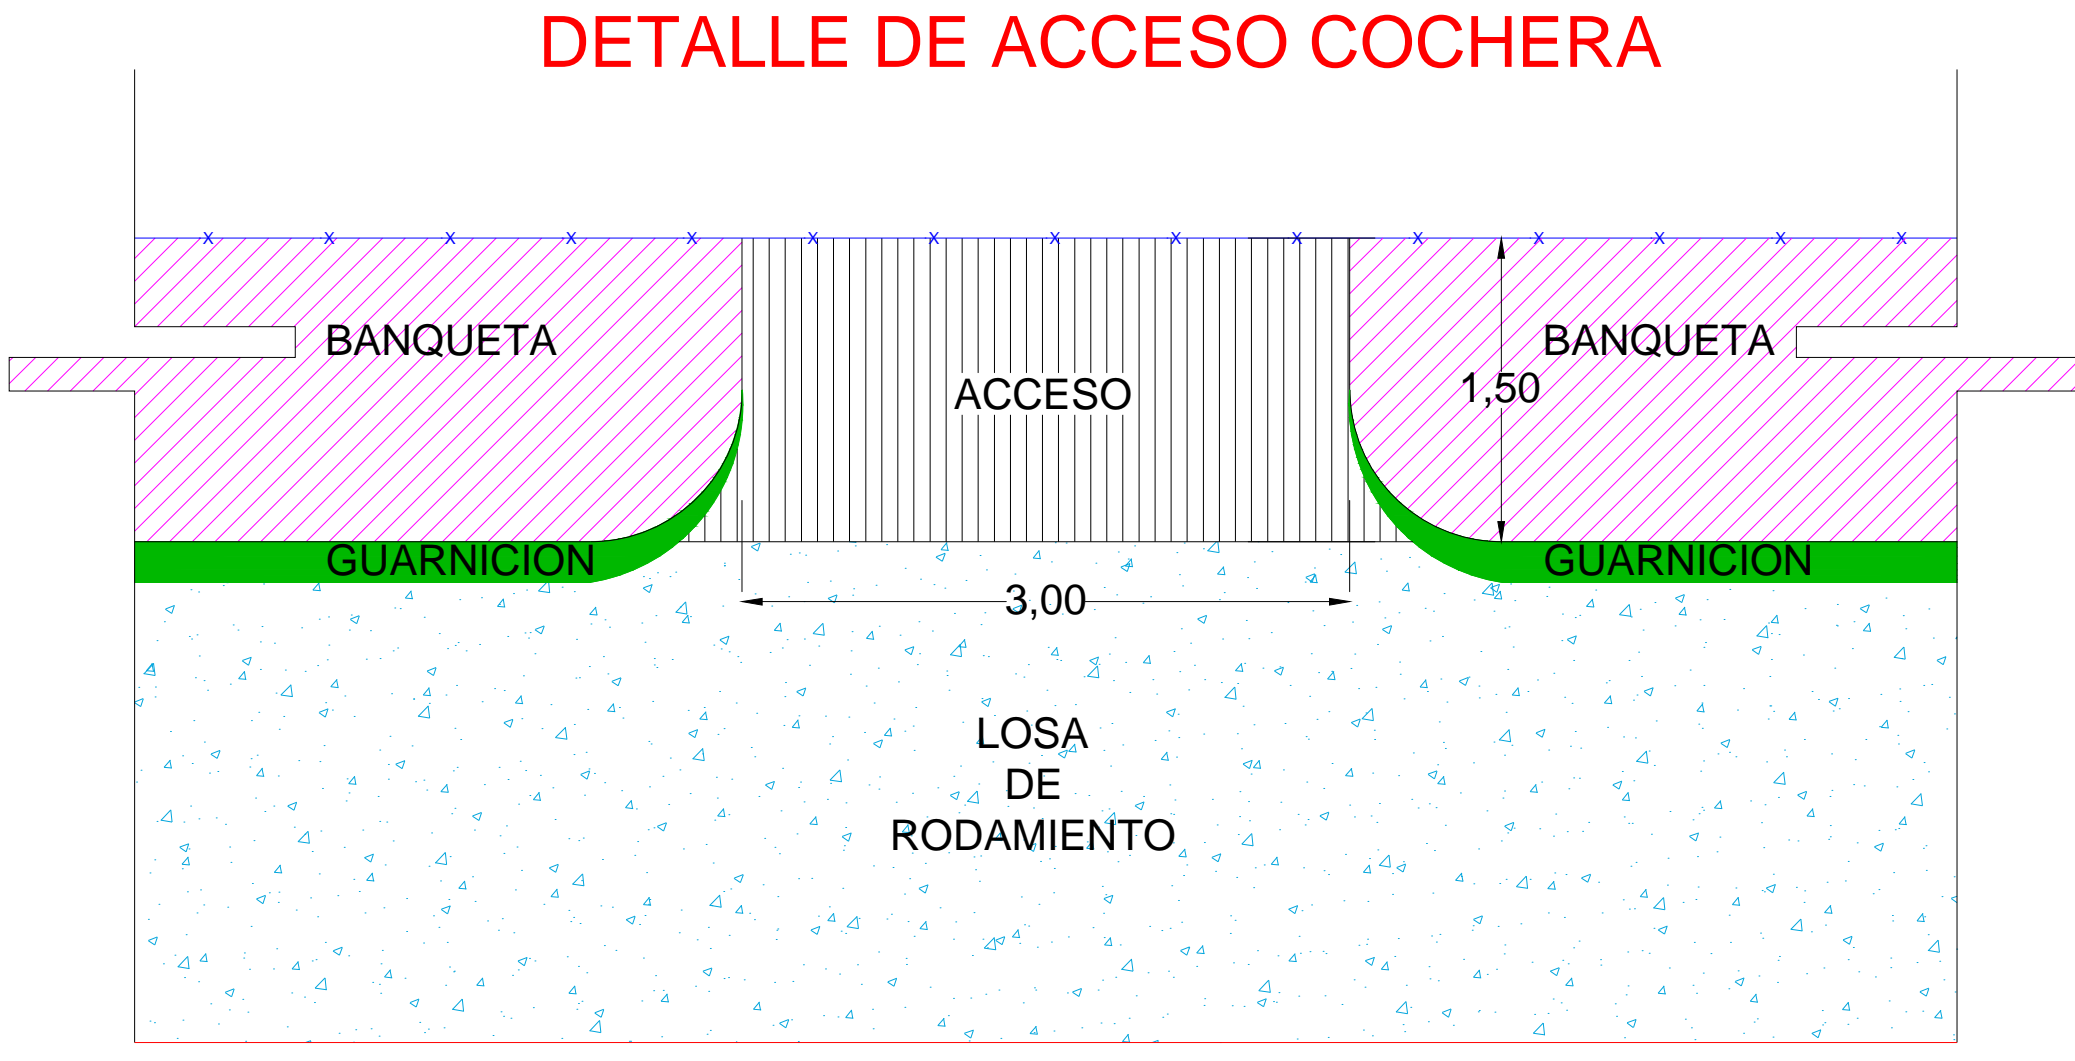 DETALLE DE ACCESO COCHERA
X X X X X X X X X X X X X X X
BANQUETA
BANQUETA
ACCESO
1,50
GUARNICION
GUARNICION
3,00
LOSA
DE
RODAMIENTO